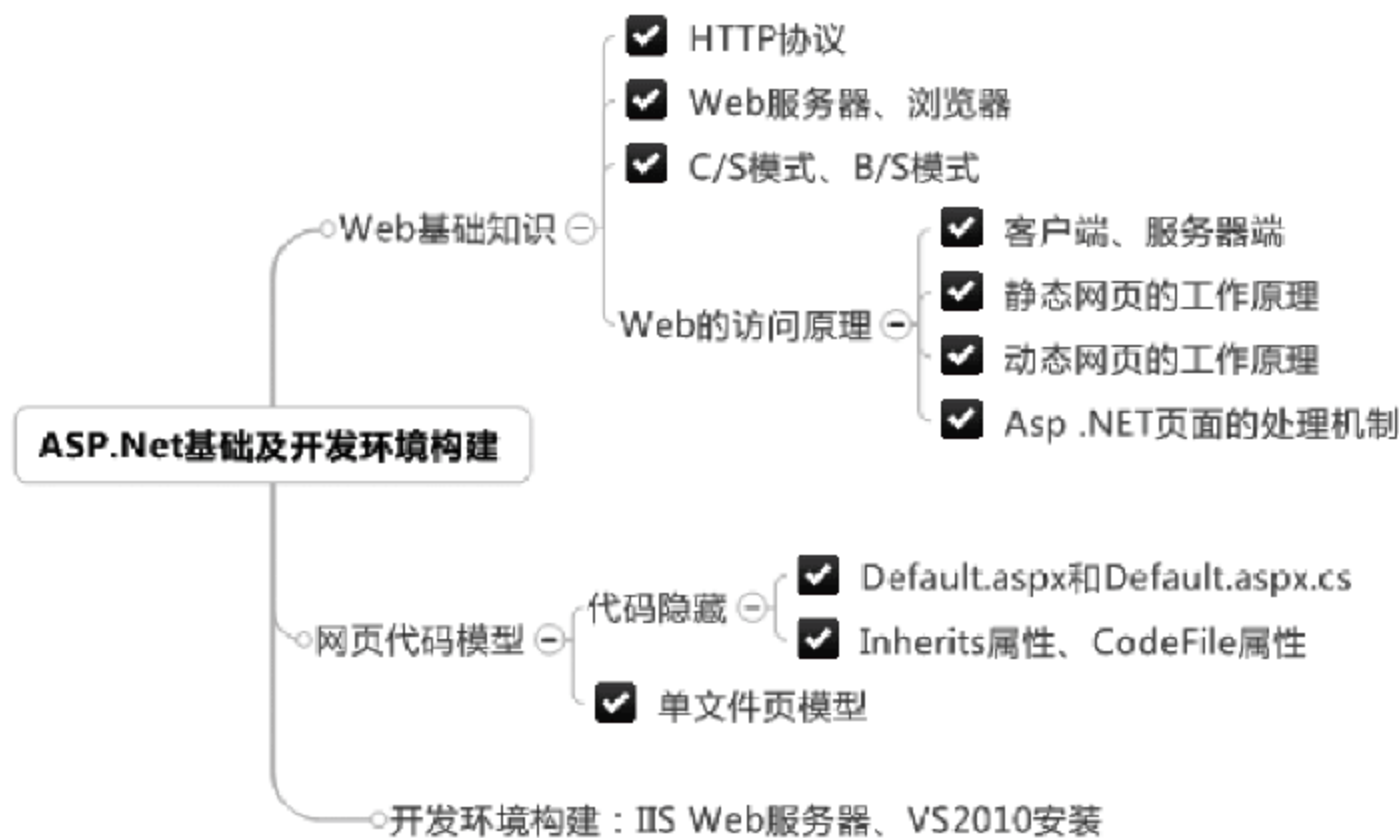 HTTP协议
Web服务器、浏览器
C/S模式、B/S模式
Web基础知识
客户端、服务器端
静态网页的工作原理
Web的访问原理
动态网页的工作原理
Asp .NET页面的处理机制
ASP.Net基础及开发环境构建
Default.aspx和Default.aspx.cs
代码隐藏
Inherits属性、CodeFile属性
网页代码模型
单文件页模型
开发环境构建：IIS Web服务器、VS2010安装